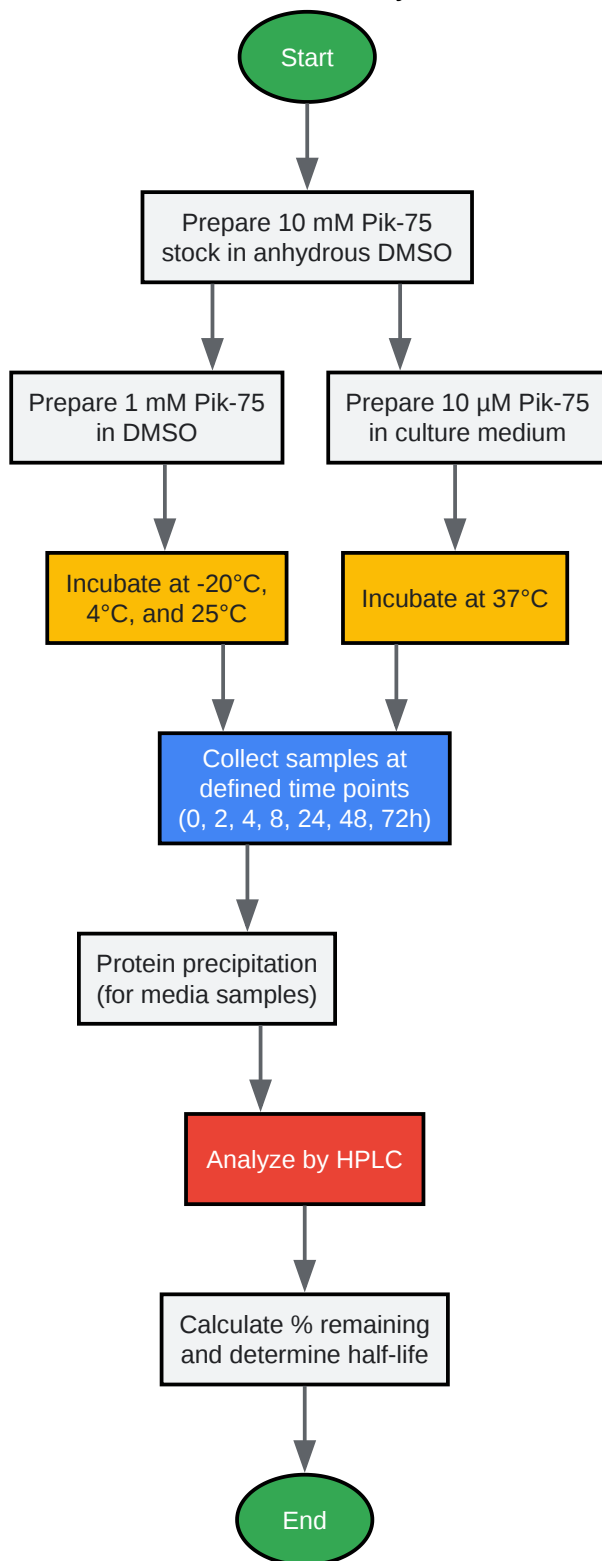 Start
Prepare 10 mM Pik-75
stock in anhydrous DMSO
Prepare 1 mM Pik-75
in DMSO
Prepare 10 µM Pik-75
in culture medium
Incubate at -20°C,
4°C, and 25°C
Incubate at 37°C
Collect samples at
defined time points
(0, 2, 4, 8, 24, 48, 72h)
Protein precipitation
(for media samples)
Analyze by HPLC
Calculate % remaining
and determine half-life
End